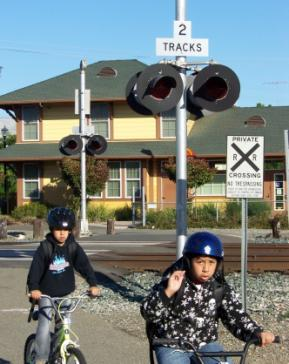 2
TRACKS
PRIVATE
R R
CROSSING
NO TRESPASSING